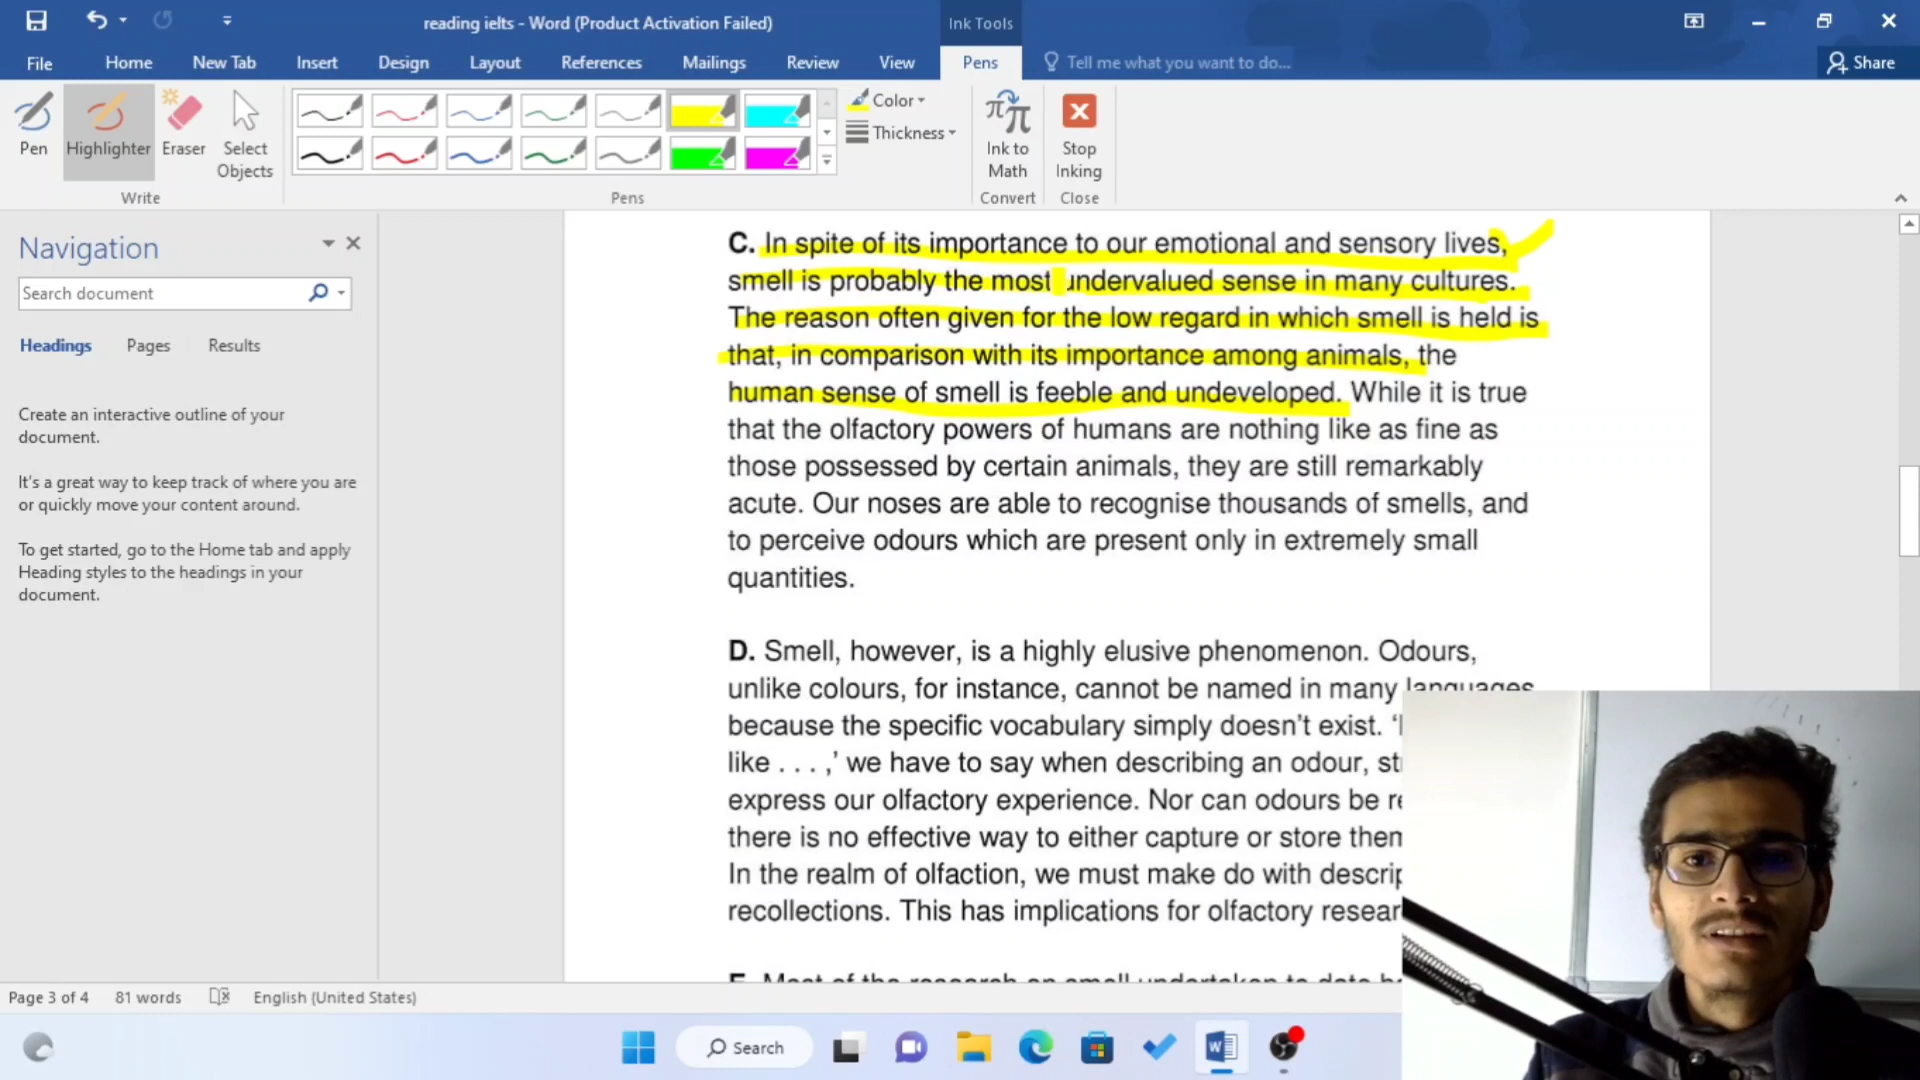 reading ielts - Word (Product Activation Failed)
Ink Tools
File
Home
New Tab
Insert
Design
Layout
References
Mailings
Review
View
Pens
Tell me what you want to do...
Share
Pen
Highlighter
Eraser
Select
Objects
Color
Thickness
Ink to
Math
Stop
Inking
Write
Pens
Convert
Close
Navigation
Search document
Headings
Pages
Results
Create an interactive outline of your
document.
It's a great way to keep track of where you are
or quickly move your content around.
To get started, go to the Home tab and apply
Heading styles to the headings in your
document.
C. In spite of its importance to our emotional and sensory lives,
smell is probably the most undervalued sense in many cultures.
The reason often given for the low regard in which smell is held is
that, in comparison with its importance among animals, the
human sense of smell is feeble and undeveloped. While it is true
that the olfactory powers of humans are nothing like as fine as
those possessed by certain animals, they are still remarkably
acute. Our noses are able to recognise thousands of smells, and
to perceive odours which are present only in extremely small
quantities.
D. Smell, however, is a highly elusive phenomenon. Odours,
unlike colours, for instance, cannot be named in many languages
because the specific vocabulary simply doesn't exist.
like . . . ,’ we have to say when describing an odour,
express our olfactory experience. Nor can odours be
there is no effective way to either capture or store them
In the realm of olfaction, we must make do with
recollections. This has implications for olfactory
E. Most of the research on smell undertaken to date
Page 3 of 4
81 words
English (United States)
Search